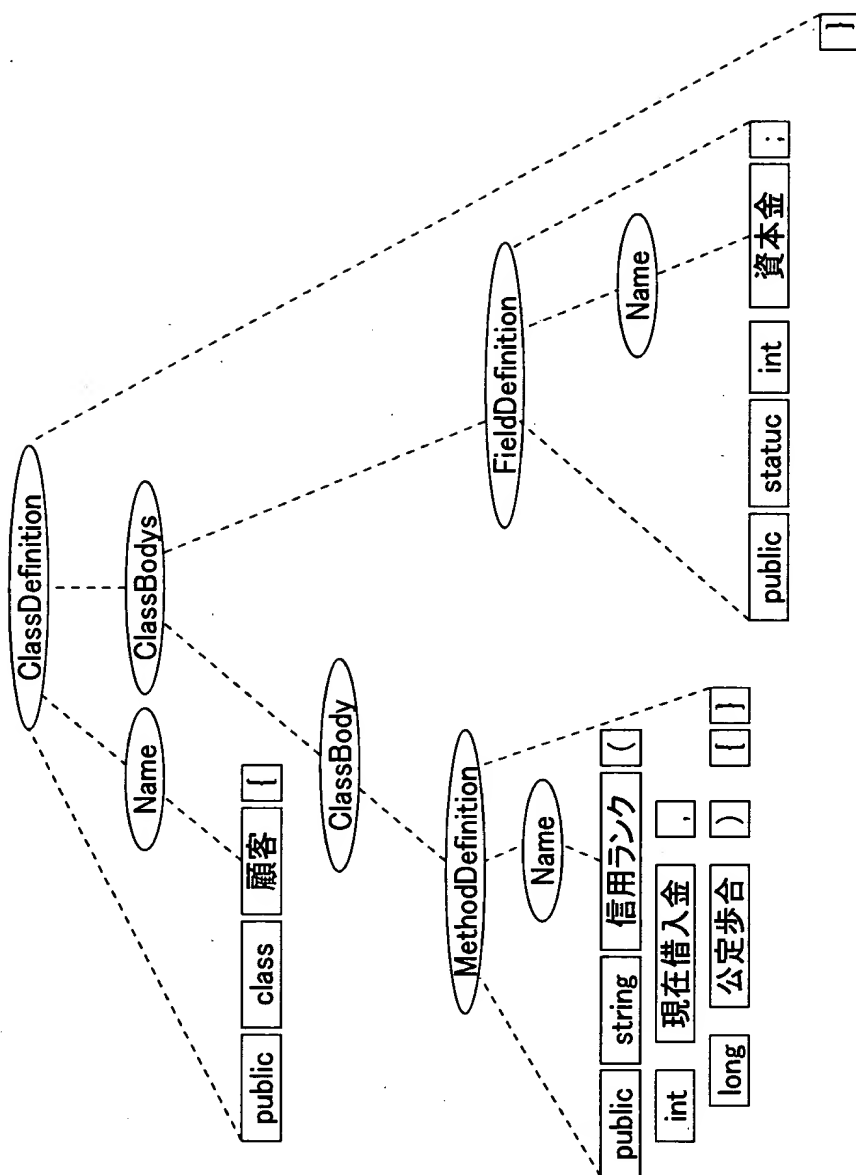 ClassDefinition
Name ClassBodys
public class 顧客 {
ClassBody
MethodDefinition FieldDefinition
Name Name
public string 信用ランク (
int 現在借入金 ,
long 公定歩合 ) { }
public statuc int 資本金 ;
}